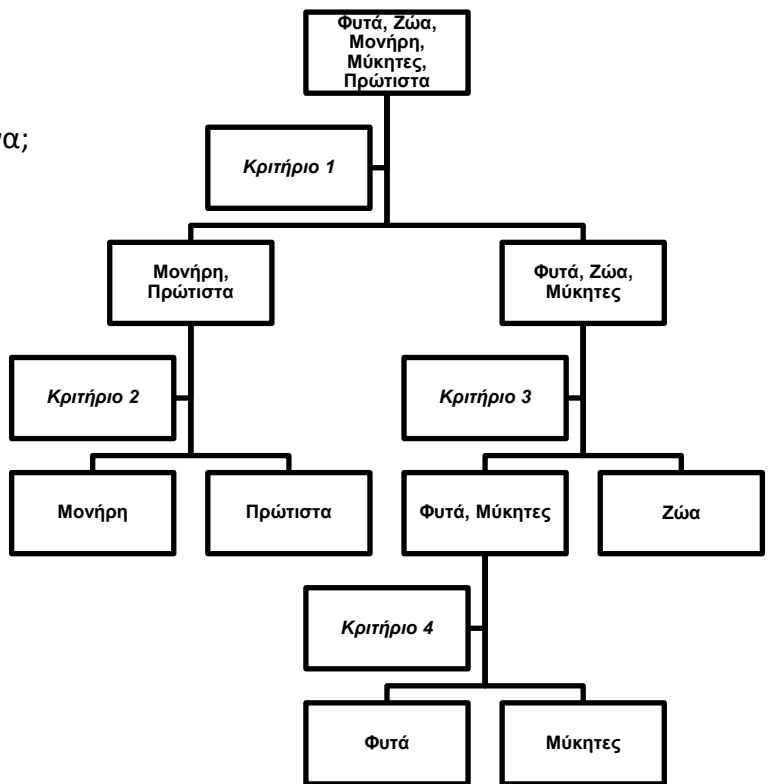 Φυτά, Ζώα,
Μονήρη,
Μύκητες,
Πρώτιστα
α;
Κριτήριο 1
Μονήρη,
Πρώτιστα
Φυτά, Ζώα,
Μύκητες
Κριτήριο 2
Κριτήριο 3
Μονήρη
Πρώτιστα
Φυτά, Μύκητες
Ζώα
Κριτήριο 4
Φυτά
Μύκητες